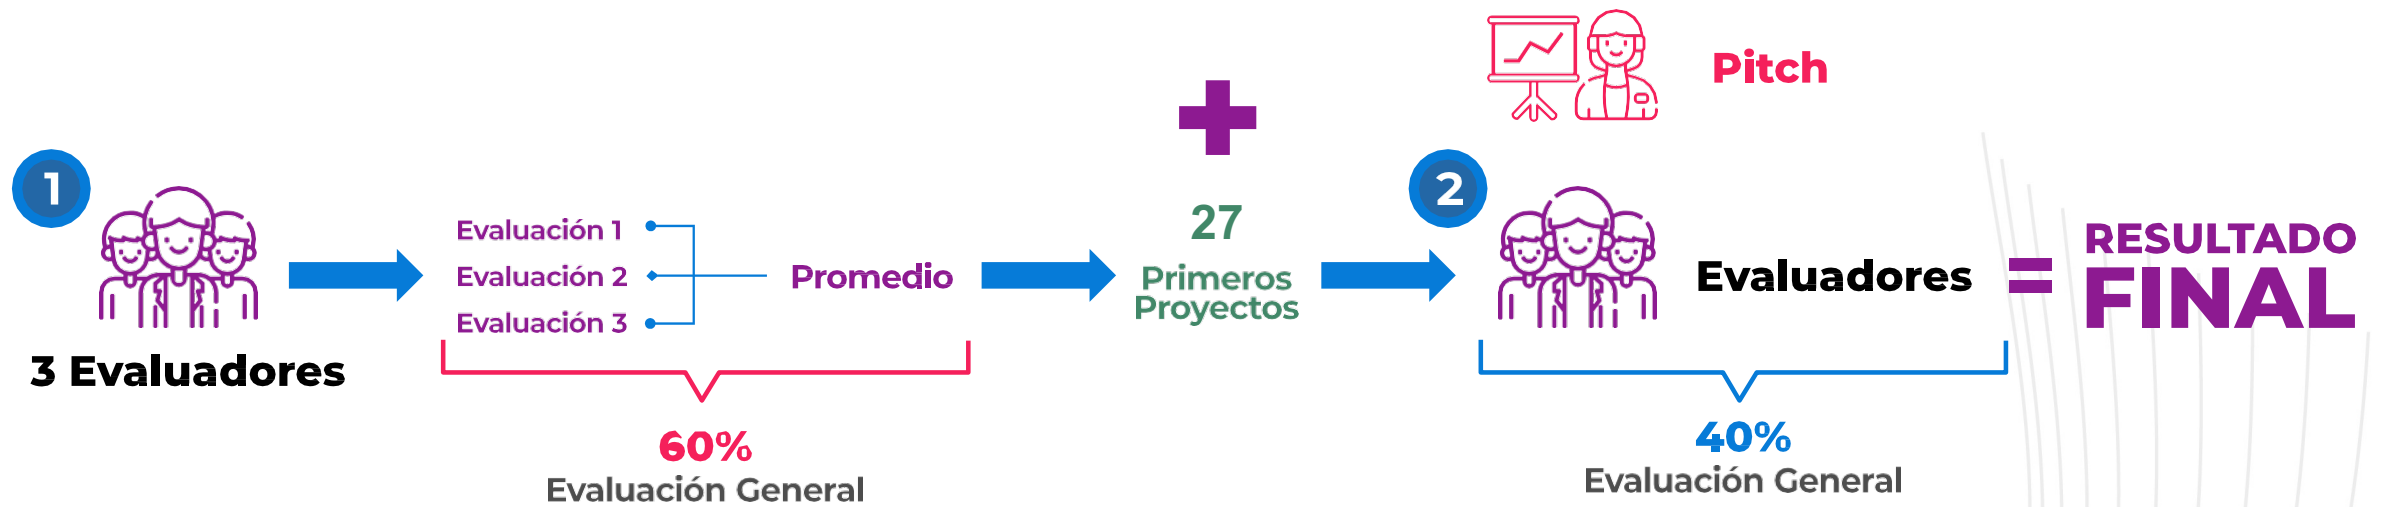 1
3 Evaluadores
Evaluación 1
Evaluación 2
Evaluación 3
Promedio
60%
Evaluación General
+
27
Primeros
Proyectos
Pitch
2
Evaluadores
40%
Evaluación General
=
RESULTADO
FINAL